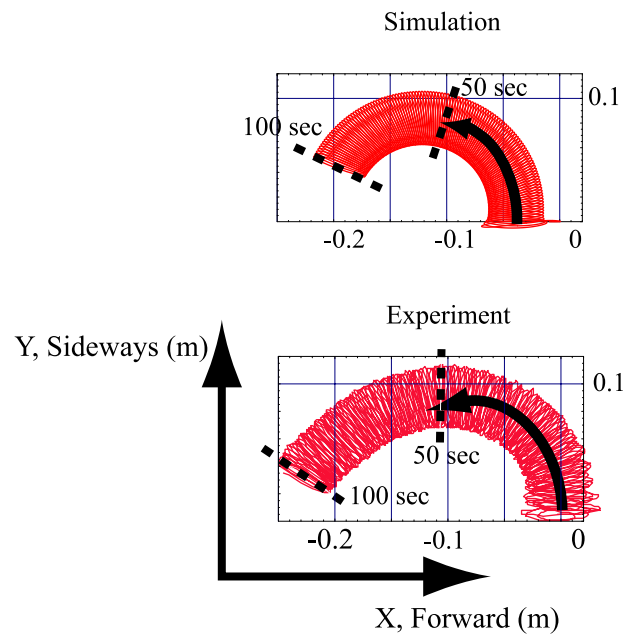 Simulation
50 sec
100 sec
0.1
-0.2
-0.1
0
Experiment
Y, Sideways (m)
0.1
50 sec
100 sec
-0.2
-0.1
0
X, Forward (m)